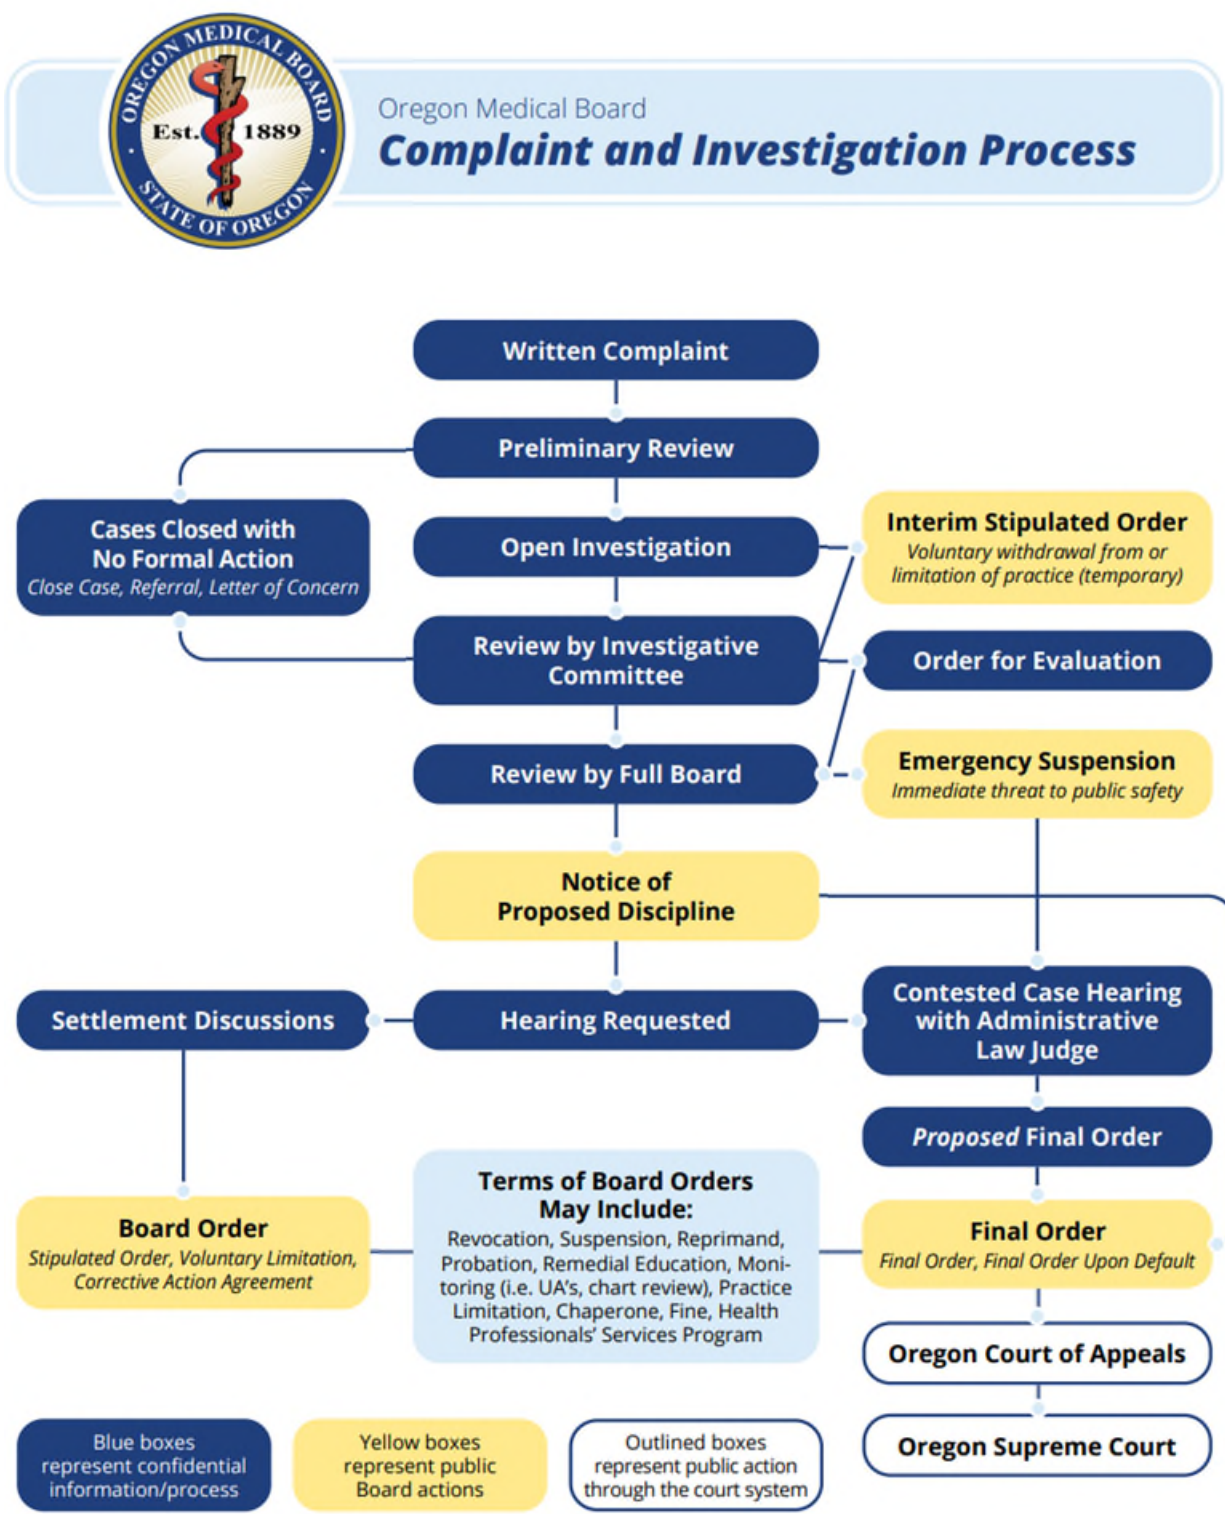 OREGON MEDICAL BOARD
Est. 1889
STATE OF OREGON
Oregon Medical Board
Complaint and Investigation Process
Written Complaint
Preliminary Review
Cases Closed with
No Formal Action
Close Case, Referral, Letter of Concern
Open Investigation
Interim Stipulated Order
Voluntary withdrawal from or
limitation of practice (temporary)
Review by Investigative
Committee
Order for Evaluation
Review by Full Board
Emergency Suspension
Immediate threat to public safety
Notice of
Proposed Discipline
Settlement Discussions
Hearing Requested
Contested Case Hearing
with Administrative
Law Judge
Proposed Final Order
Board Order
Stipulated Order, Voluntary Limitation,
Corrective Action Agreement
Terms of Board Orders
May Include:
Revocation, Suspension, Reprimand,
Probation, Remedial Education, Moni-
toring (i.e. UA's, chart review), Practice
Limitation, Chaperone, Fine, Health
Professionals' Services Program
Final Order
Final Order, Final Order Upon Default
Oregon Court of Appeals
Oregon Supreme Court
Blue boxes
represent confidential
information/process
Yellow boxes
represent public
Board actions
Outlined boxes
represent public action
through the court system